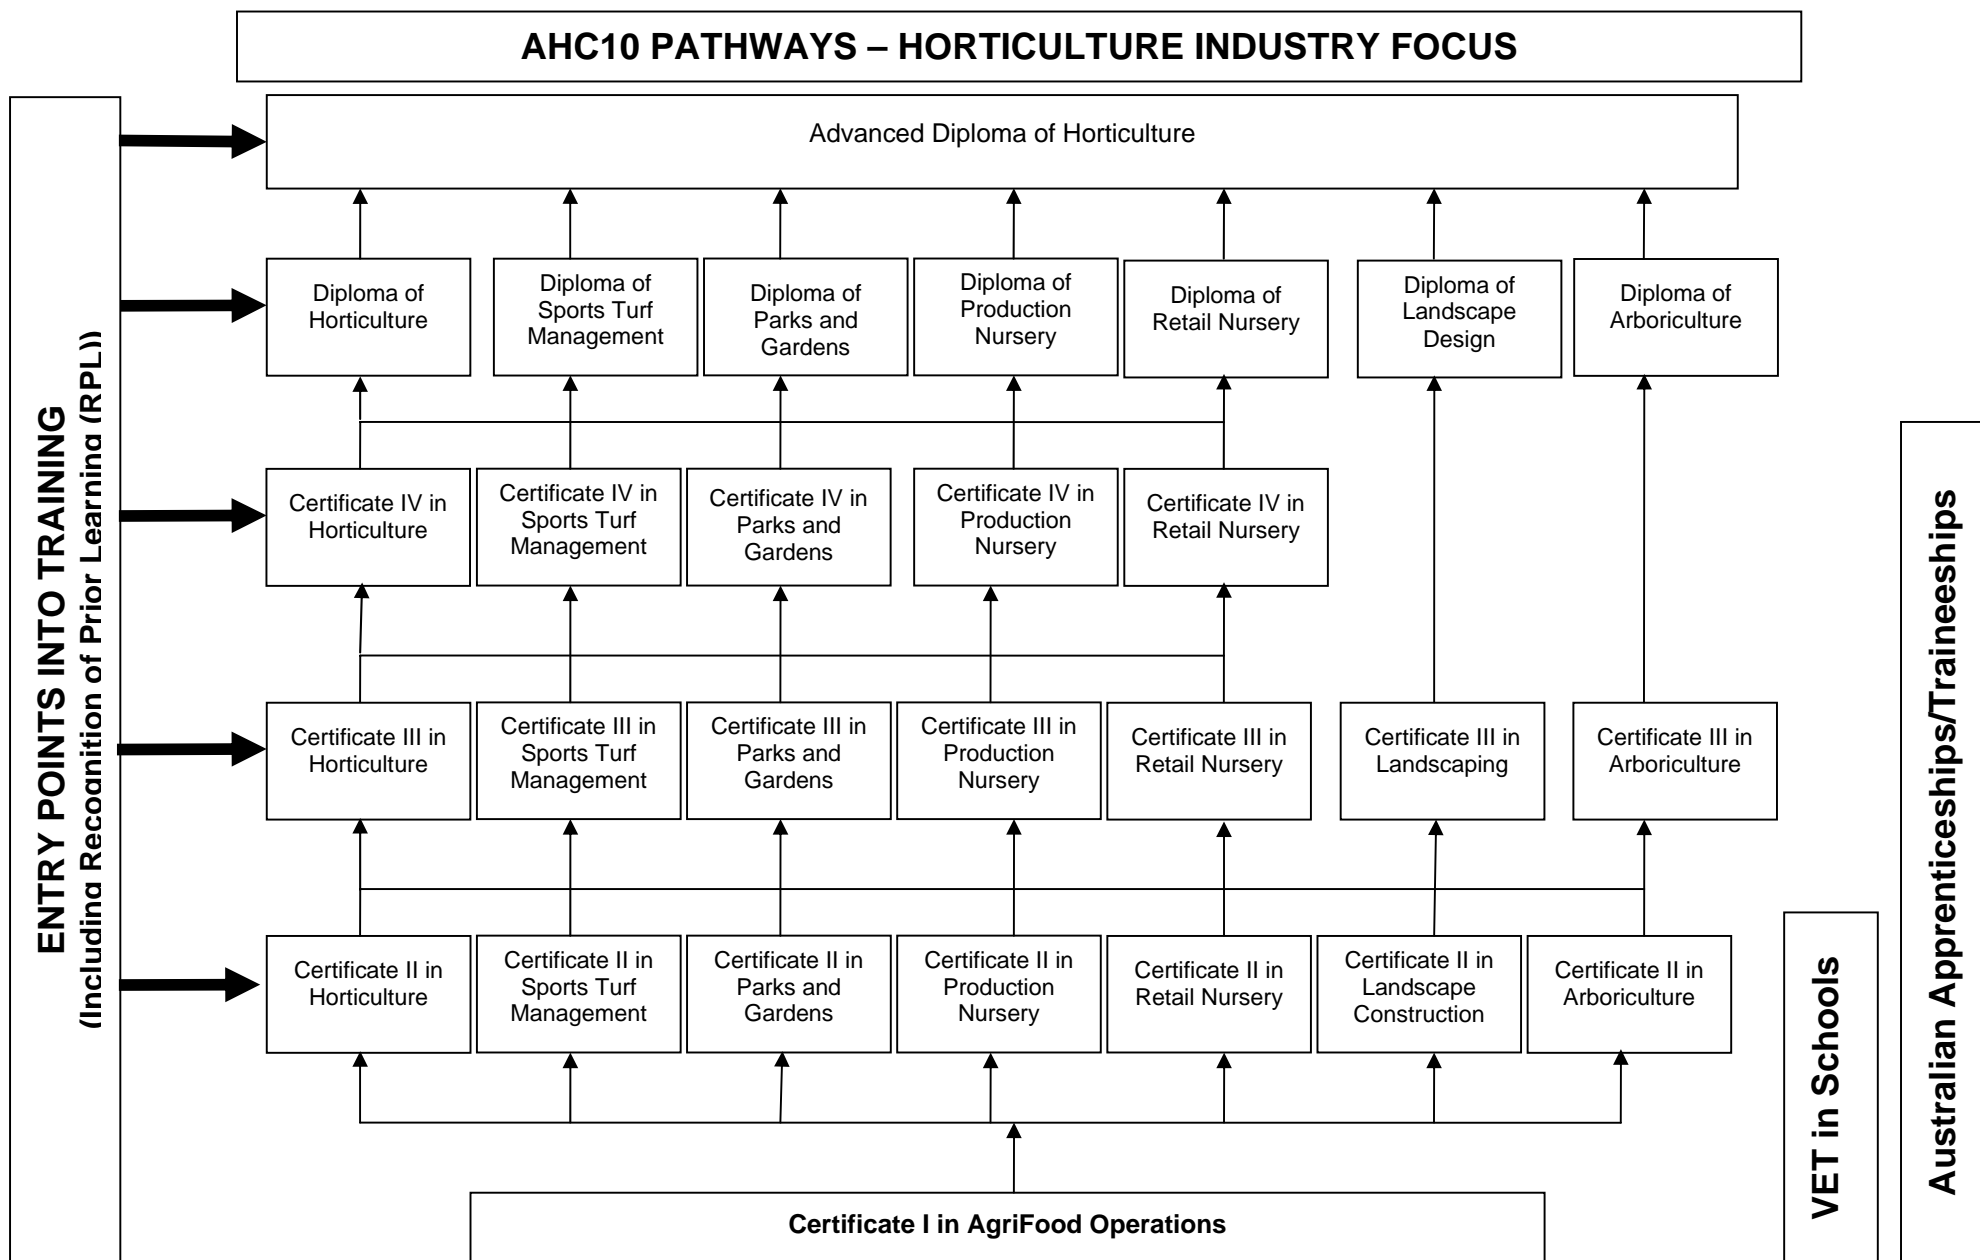 AHC10 PATHWAYS – HORTICULTURE INDUSTRY FOCUS
ENTRY POINTS INTO TRAINING
(Including Recognition of Prior Learning (RPL))
Advanced Diploma of Horticulture
Diploma of
Horticulture
Diploma of
Sports Turf
Management
Diploma of
Parks and
Gardens
Diploma of
Production
Nursery
Diploma of
Retail Nursery
Diploma of
Landscape
Design
Diploma of
Arboriculture
Certificate IV in
Horticulture
Certificate IV in
Sports Turf
Management
Certificate IV in
Parks and
Gardens
Certificate IV in
Production
Nursery
Certificate IV in
Retail Nursery
Certificate III in
Horticulture
Certificate III in
Sports Turf
Management
Certificate III in
Parks and
Gardens
Certificate III in
Production
Nursery
Certificate III in
Retail Nursery
Certificate III in
Landscaping
Certificate III in
Arboriculture
Certificate II in
Horticulture
Certificate II in
Sports Turf
Management
Certificate II in
Parks and
Gardens
Certificate II in
Production
Nursery
Certificate II in
Retail Nursery
Certificate II in
Landscape
Construction
Certificate II in
Arboriculture
Certificate I in AgriFood Operations
VET in Schools
Australian Apprenticeships/Traineeships